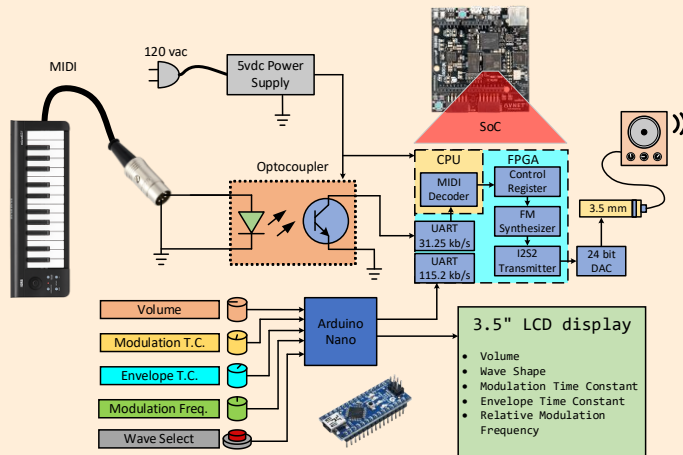 120 vac
5vdc Power
Supply
MIDI
SoC
AVNET
Optocoupler
CPU
FPGA
MIDI
Decoder
Control
Register
FM
Synthesizer
I2S2
Transmitter
UART
31.25 kb/s
UART
115.2 kb/s
24 bit
DAC
3.5 mm
Volume
Modulation T.C.
Envelope T.C.
Modulation Freq.
Wave Select
Arduino
Nano
3.5" LCD display
• Volume
• Wave Shape
• Modulation Time Constant
• Envelope Time Constant
• Relative Modulation
Frequency